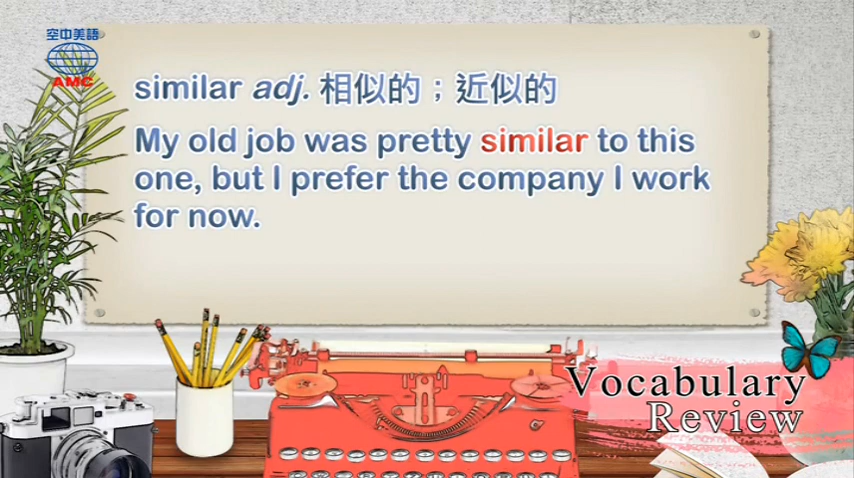 空中美語
AMC
similar adj. 相似的；近似的
My old job was pretty similar to this
one, but I prefer the company I work
for now.
Vocabulary
Review